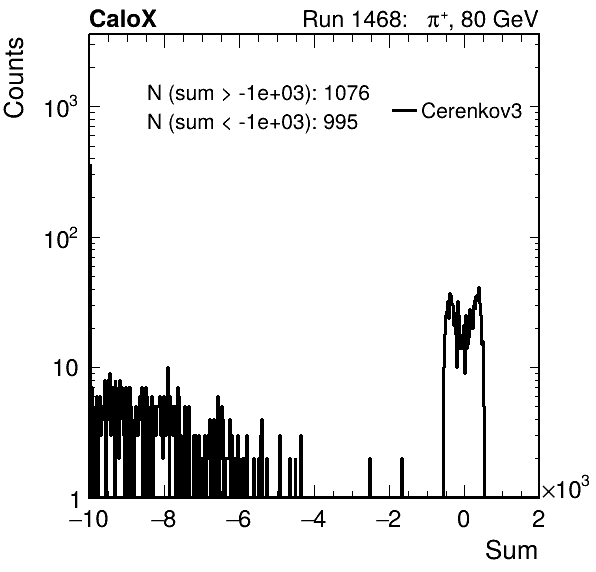 CaloX Run 1468: π⁺, 80 GeV
Counts
N (sum > -1e+03): 1076
N (sum < -1e+03): 995
Cerenkov3
10³
10²
10
1
−10 −8 −6 −4 −2 0 2
×10³
Sum